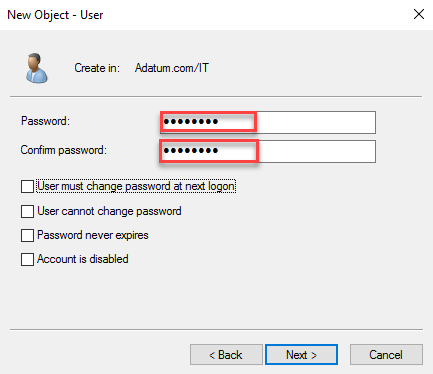 New Object - User
Create in: Adatum.com/IT
Password: ●●●●●●●●
Confirm password: ●●●●●●●●
User must change password at next logon
User cannot change password
Password never expires
Account is disabled
< Back Next > Cancel